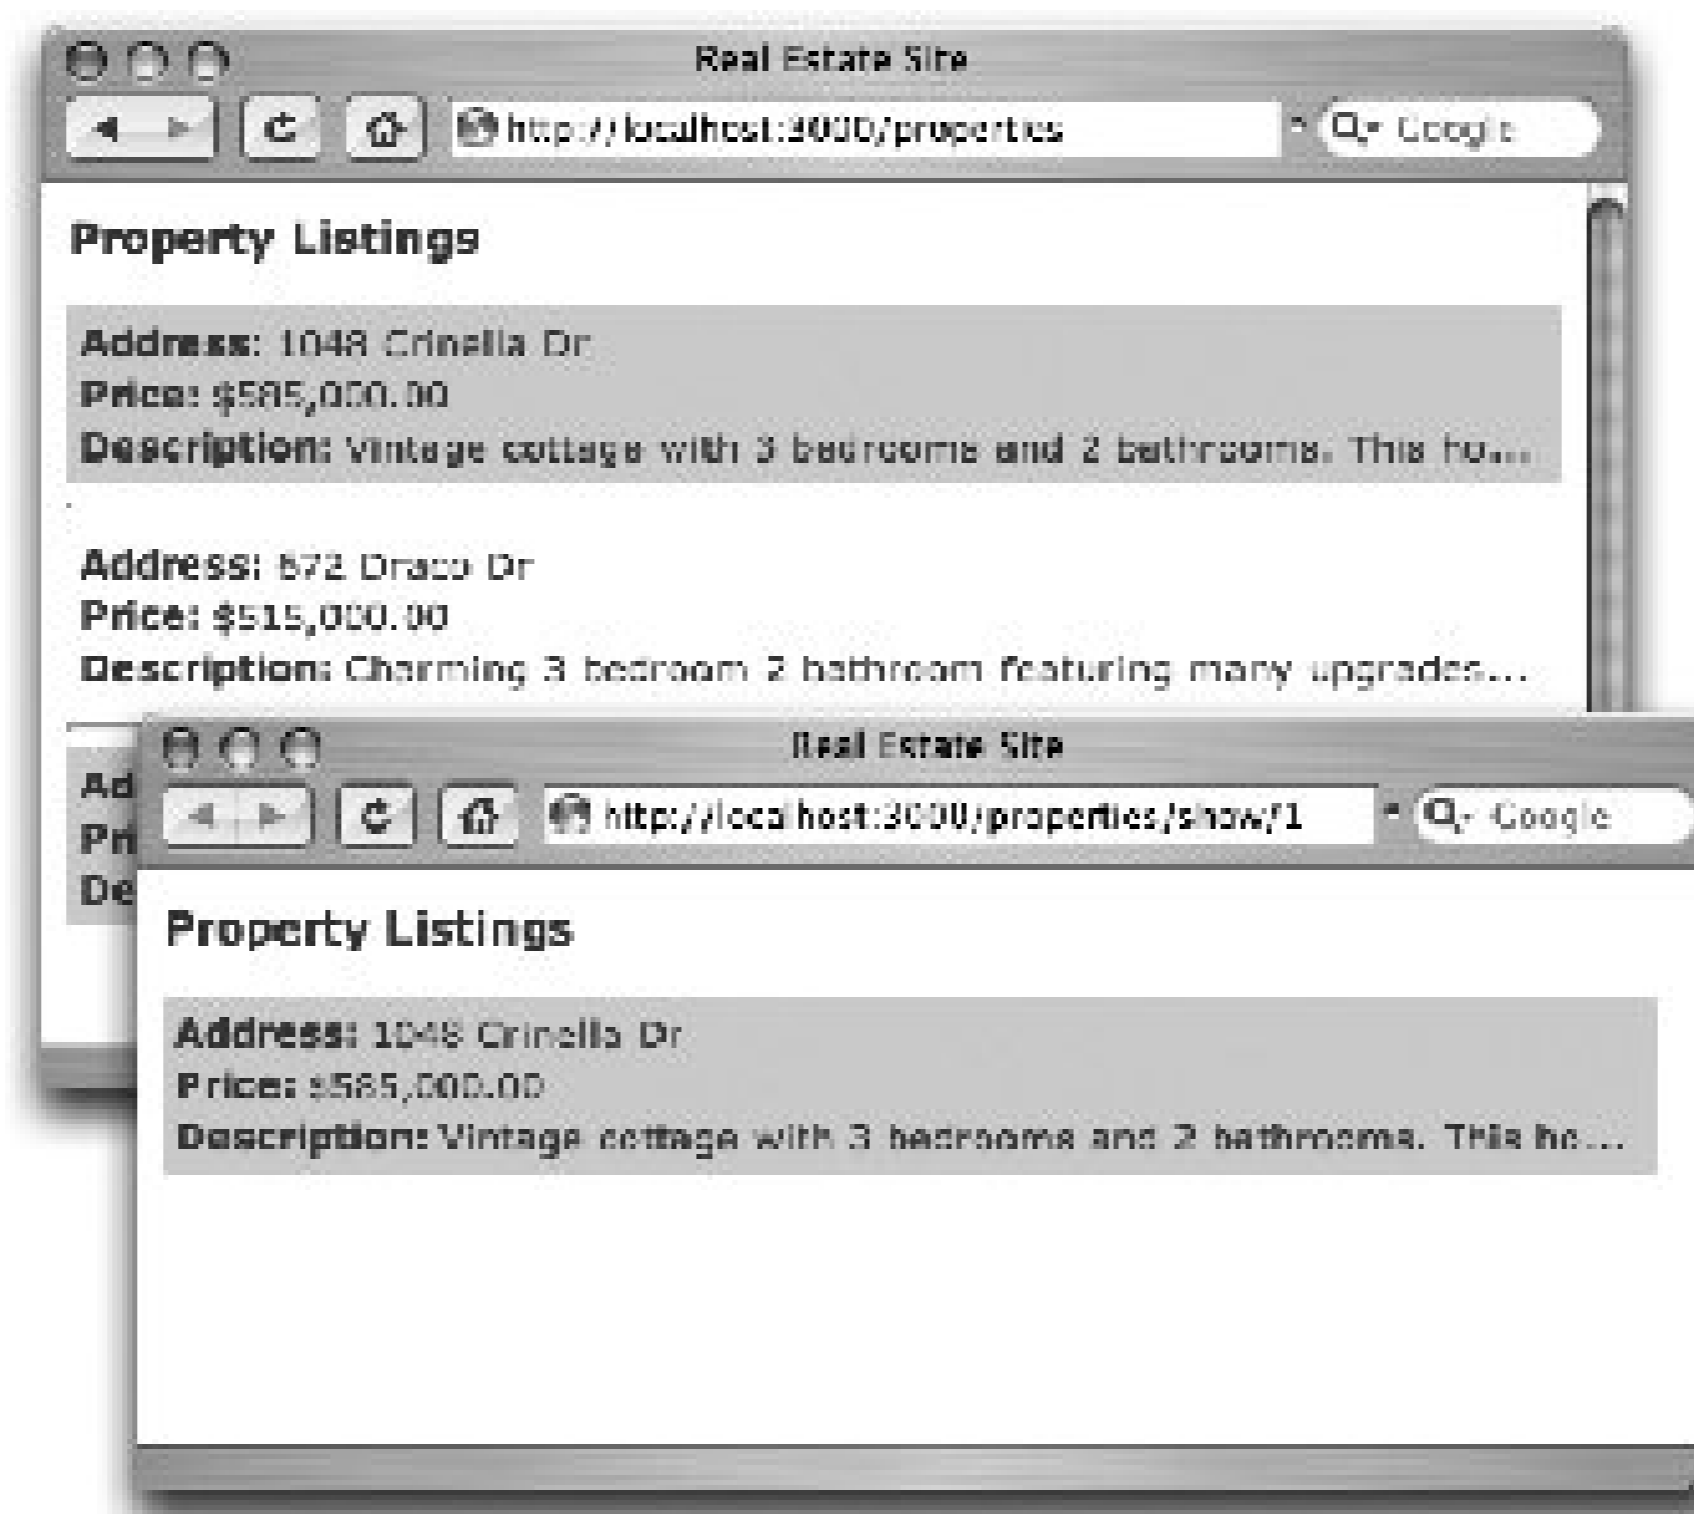 Real Estate Site
http://localhost:3000/properties
Google
Property Listings
Address: 1048 Crinella Dr
Price: $585,000.00
Description: Vintage cottage with 3 bedrooms and 2 bathrooms. This ho...
Address: 672 Draco Dr
Price: $515,000.00
Description: Charming 3 bedroom 2 bathroom featuring many upgrades...
Ad
Pri
De
Real Estate Site
http://localhost:3000/properties/show/1
Google
Property Listings
Address: 1048 Crinella Dr
Price: $585,000.00
Description: Vintage cottage with 3 bedrooms and 2 bathrooms. This ho...